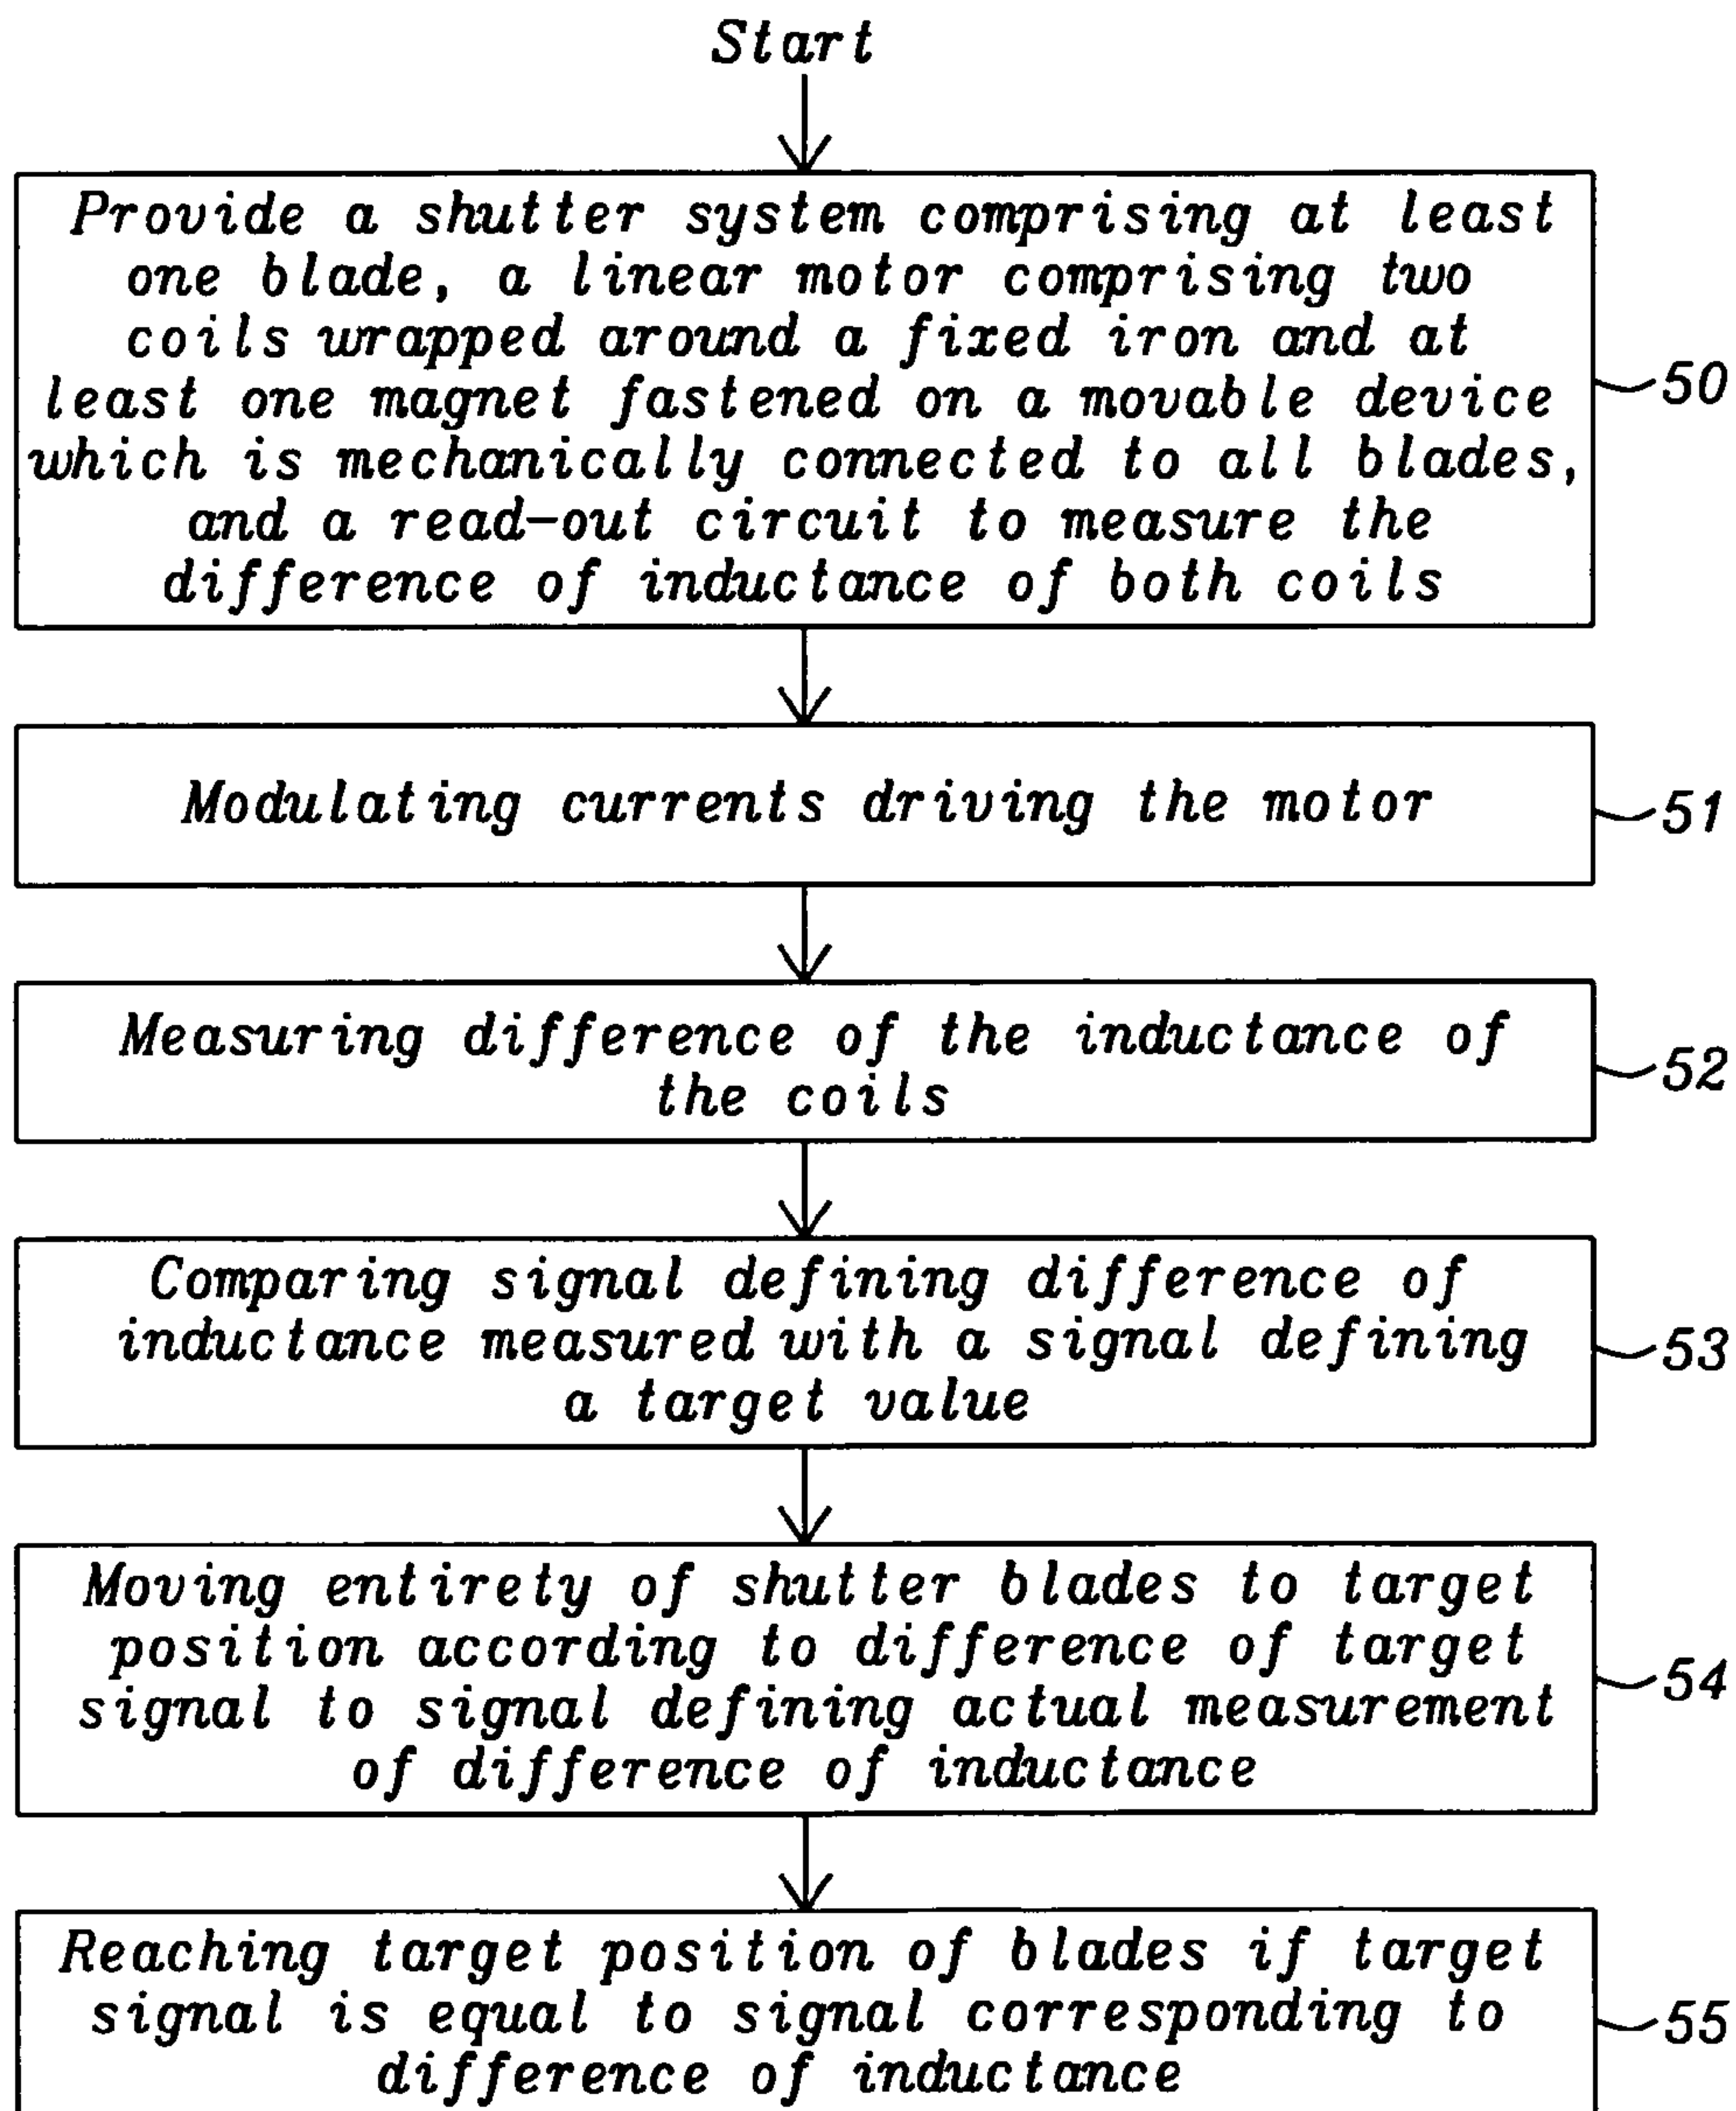 Start
Provide a shutter system comprising at least
one blade, a linear motor comprising two
coils wrapped around a fixed iron and at
least one magnet fastened on a movable device
which is mechanically connected to all blades,
and a read-out circuit to measure the
difference of inductance of both coils
50
Modulating currents driving the motor
51
Measuring difference of the inductance of
the coils
52
Comparing signal defining difference of
inductance measured with a signal defining
a target value
53
Moving entirety of shutter blades to target
position according to difference of target
signal to signal defining actual measurement
of difference of inductance
54
Reaching target position of blades if target
signal is equal to signal corresponding to
difference of inductance
55